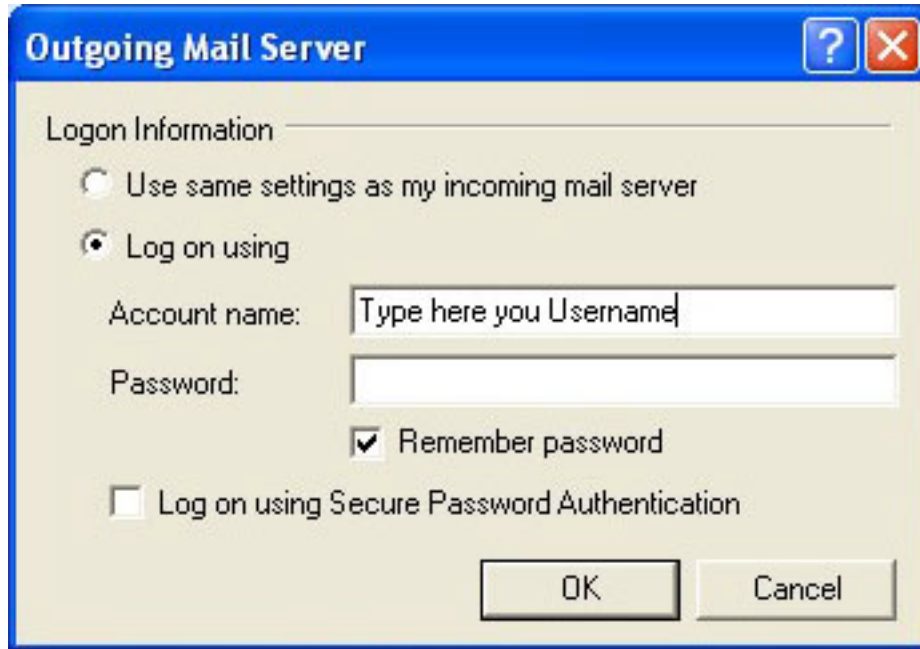 Outgoing Mail Server
Logon Information
Use same settings as my incoming mail server
Log on using
Account name: Type here you Username
Password:
Remember password
Log on using Secure Password Authentication
OK Cancel